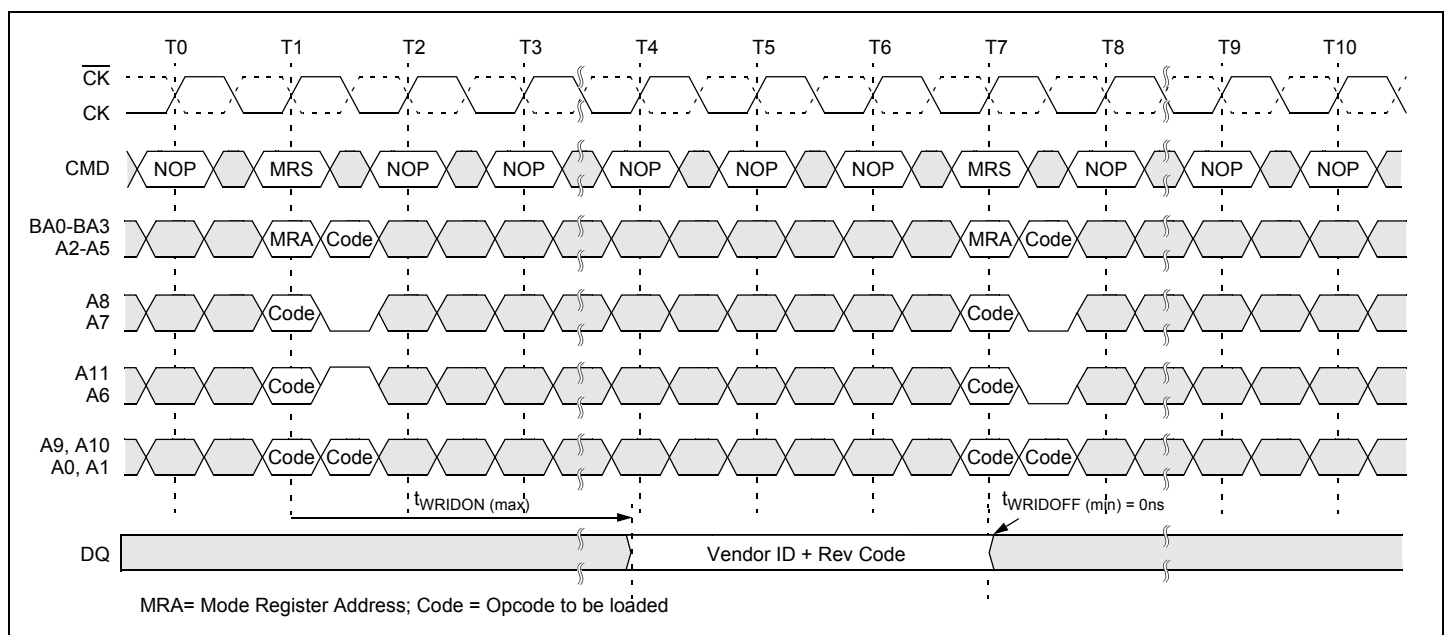 T0 T1 T2 T3 T4 T5 T6 T7 T8 T9 T10
CK
CK
CMD NOP MRS NOP NOP NOP NOP NOP MRS NOP NOP NOP
BA0-BA3
A2-A5
MRA Code MRA Code
A8
A7
Code Code
A11
A6
Code Code
A9, A10
A0, A1
Code Code Code Code
tWRIDON (max) tWRIDOFF (min) = 0ns
DQ Vendor ID + Rev Code
MRA= Mode Register Address; Code = Opcode to be loaded